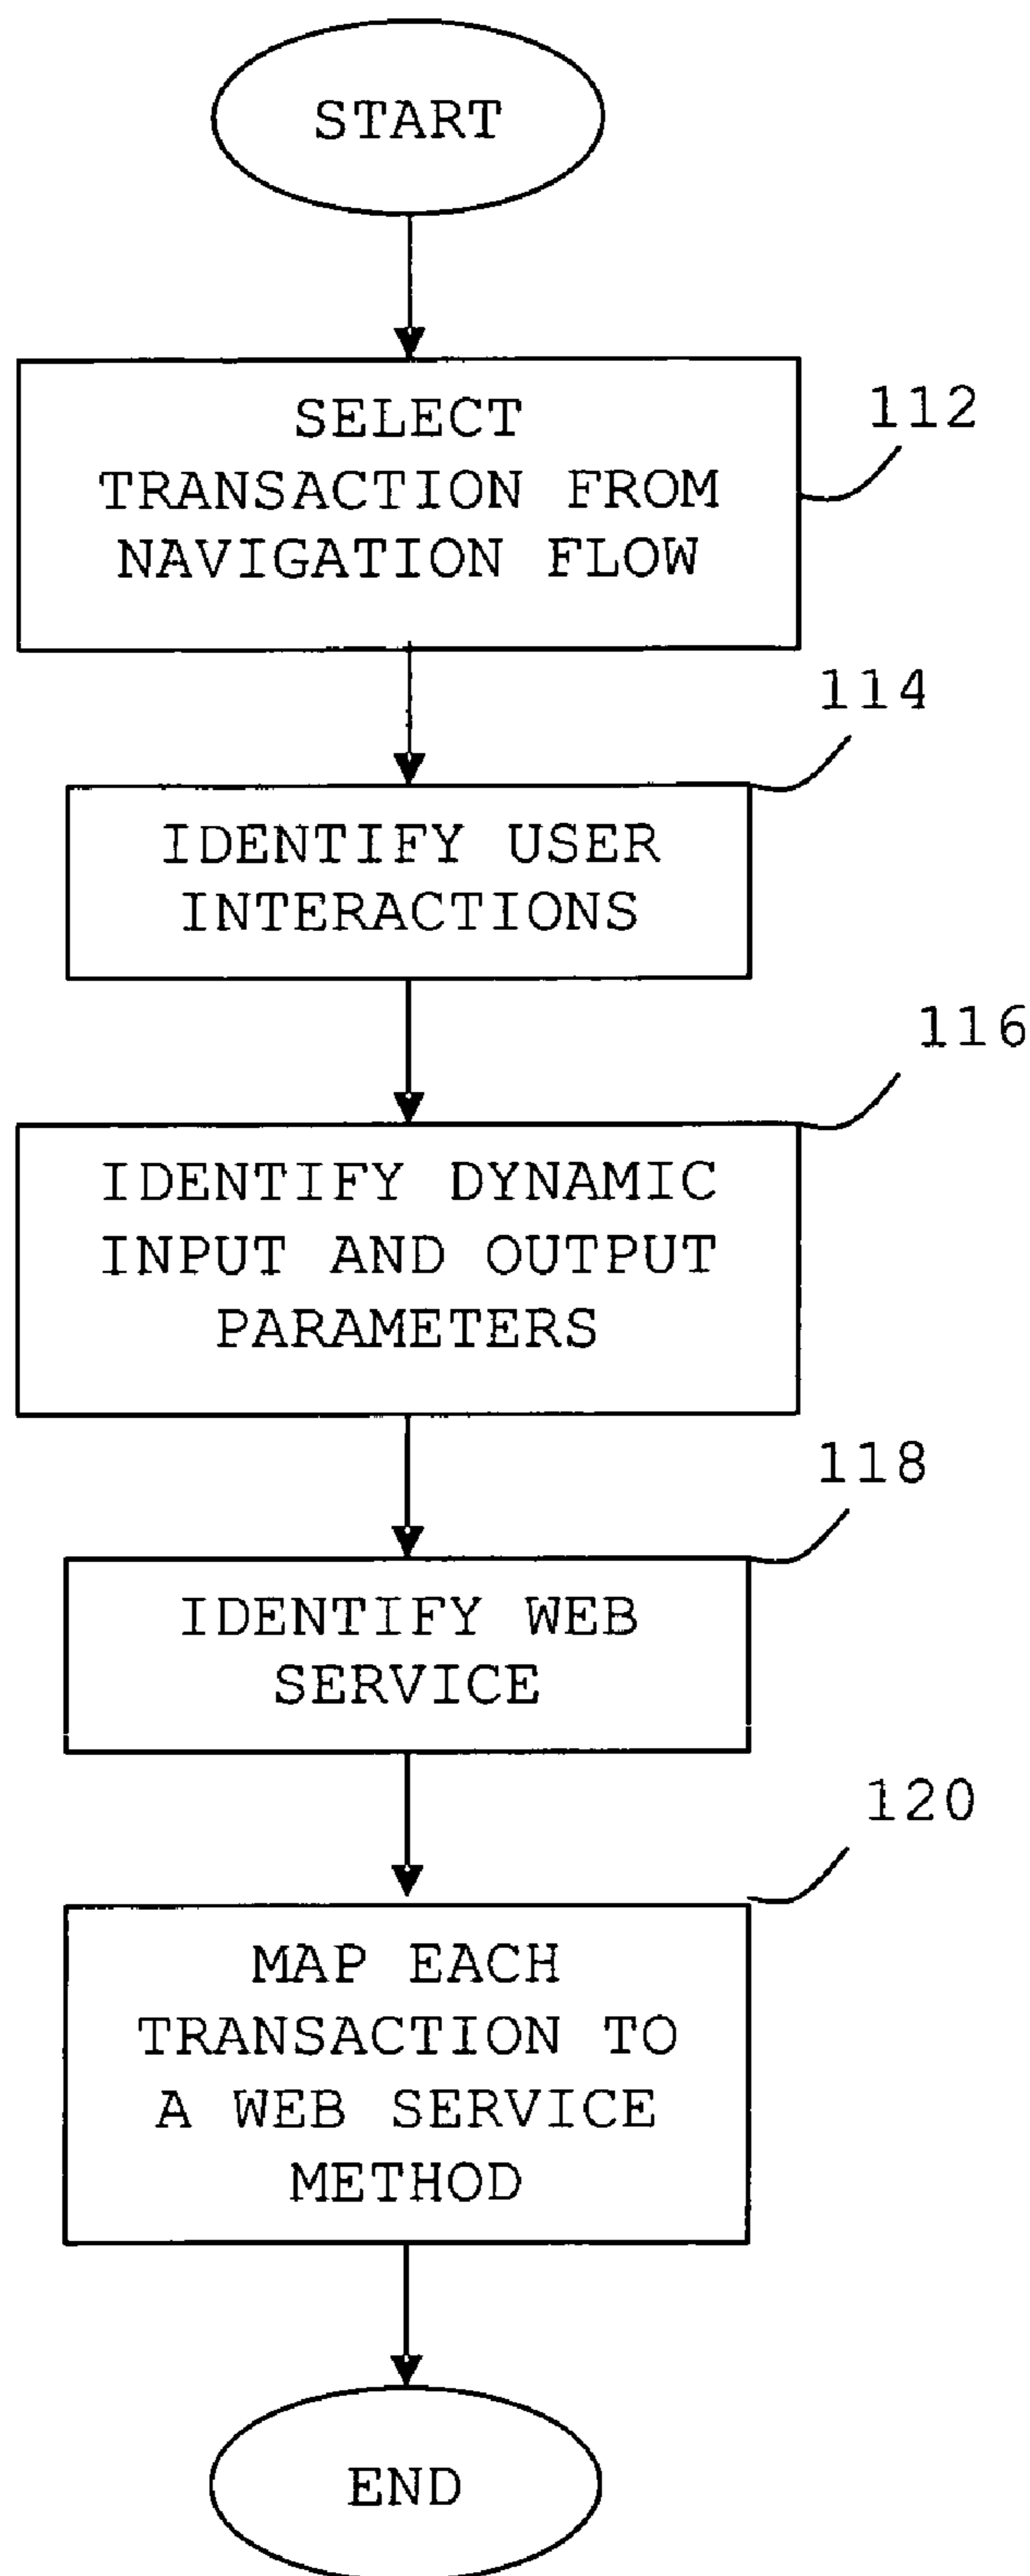 START
SELECT
TRANSACTION FROM
NAVIGATION FLOW
112
114
IDENTIFY USER
INTERACTIONS
116
IDENTIFY DYNAMIC
INPUT AND OUTPUT
PARAMETERS
118
IDENTIFY WEB
SERVICE
120
MAP EACH
TRANSACTION TO
A WEB SERVICE
METHOD
END